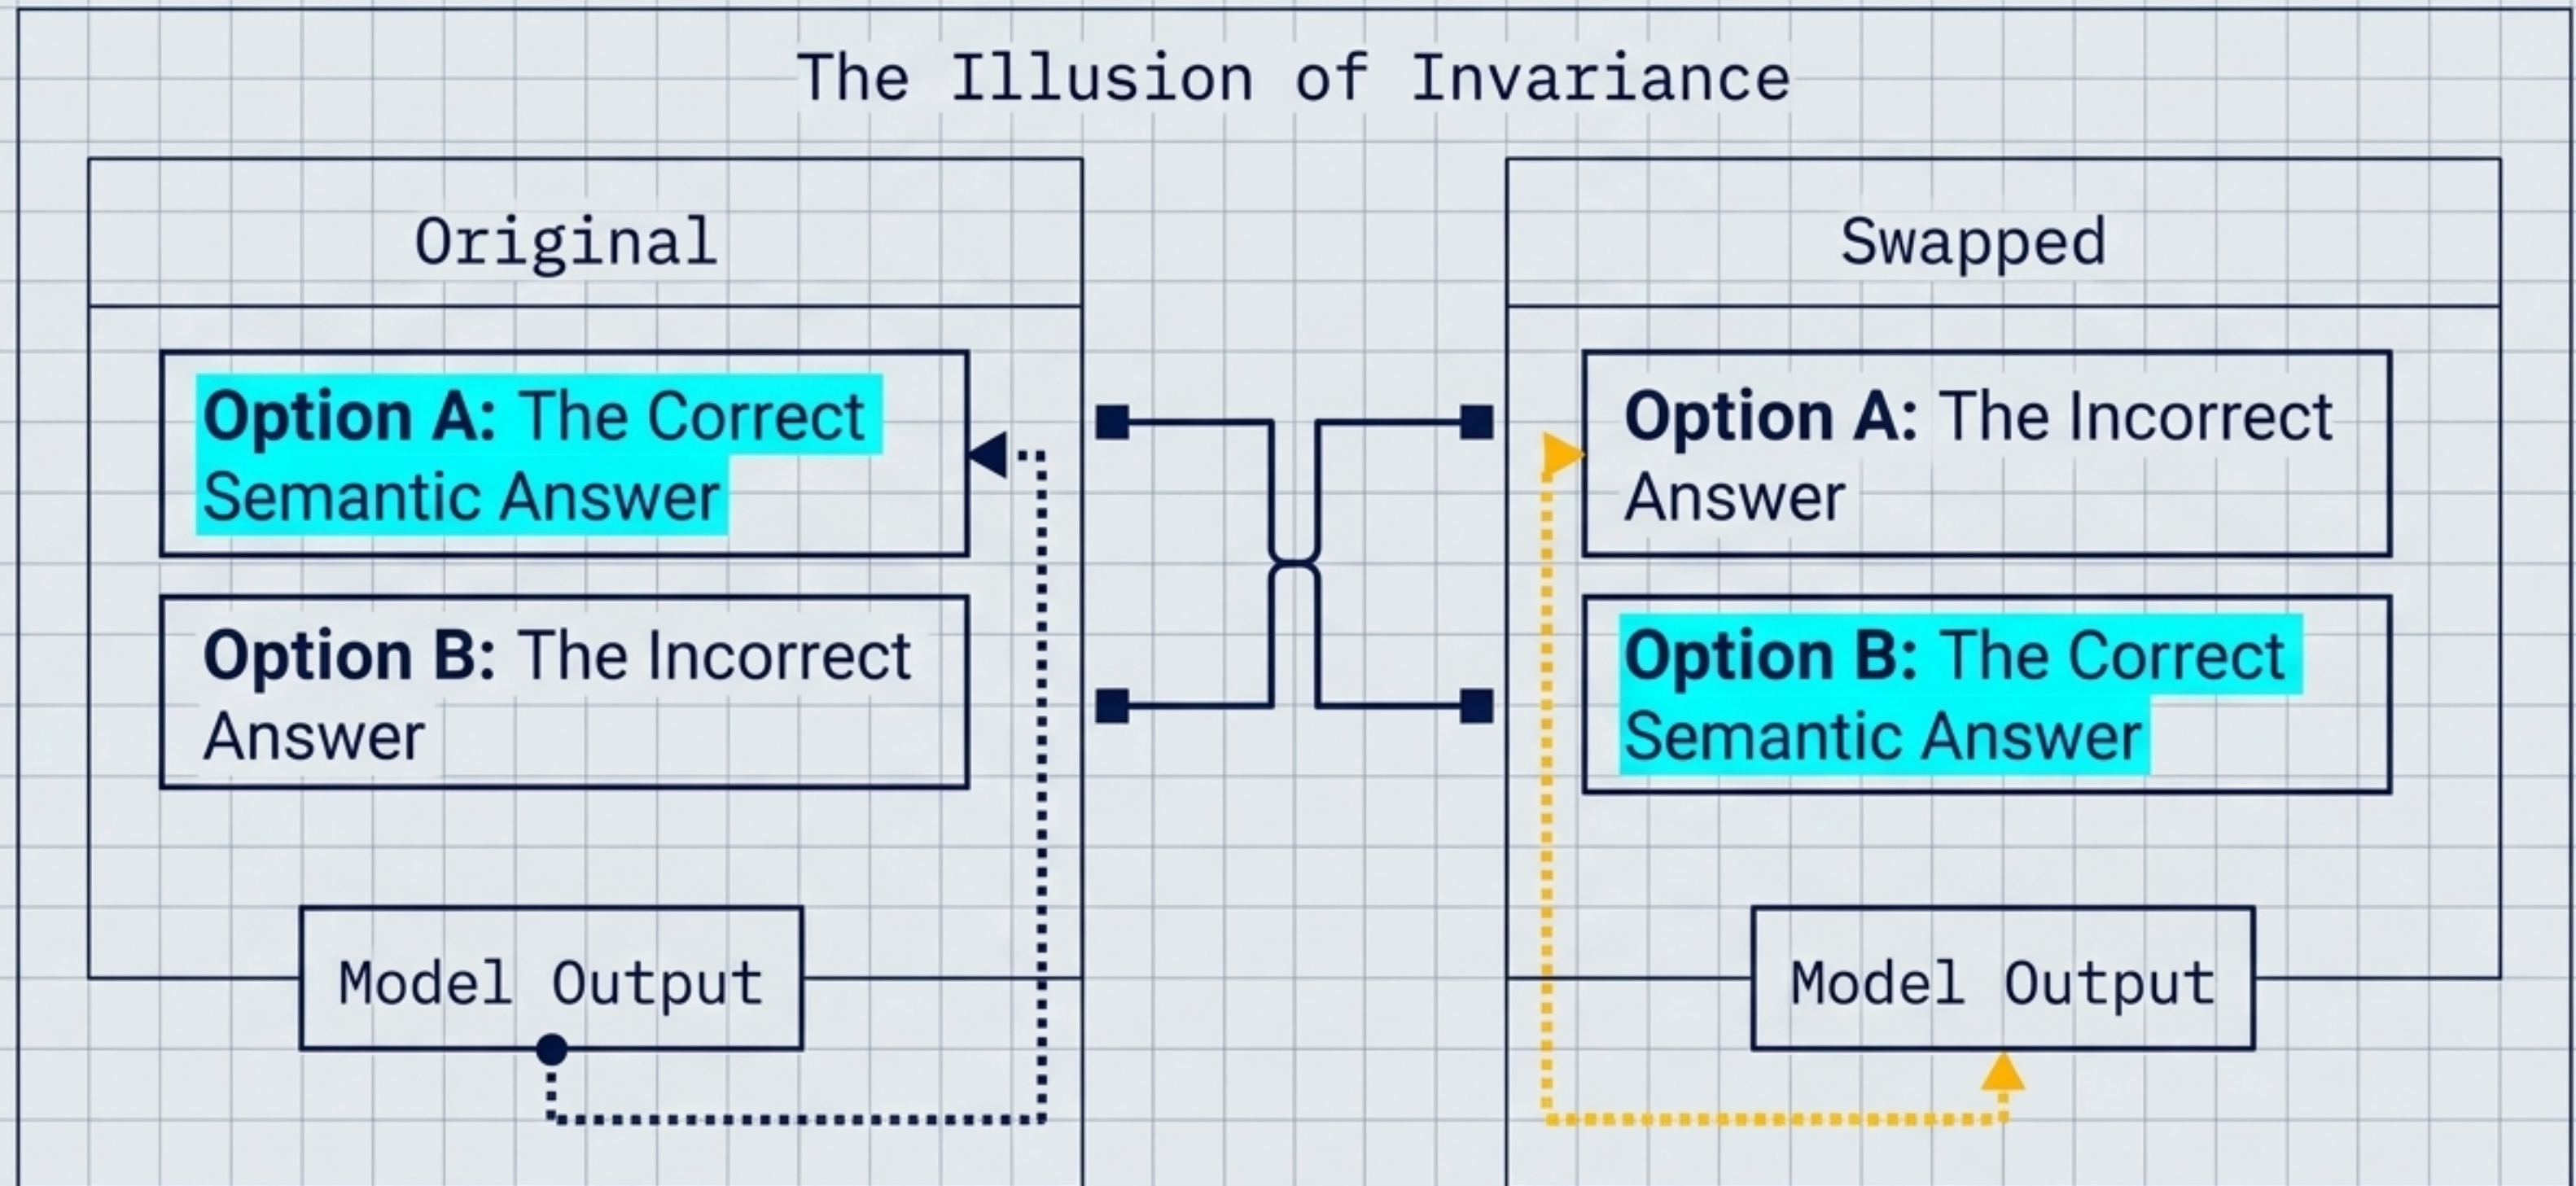 The Illusion of Invariance
Original
Option A: The Correct
Semantic Answer
Option B: The Incorrect
Answer
Model Output
Swapped
Option A: The Incorrect
Answer
Option B: The Correct
Semantic Answer
Model Output